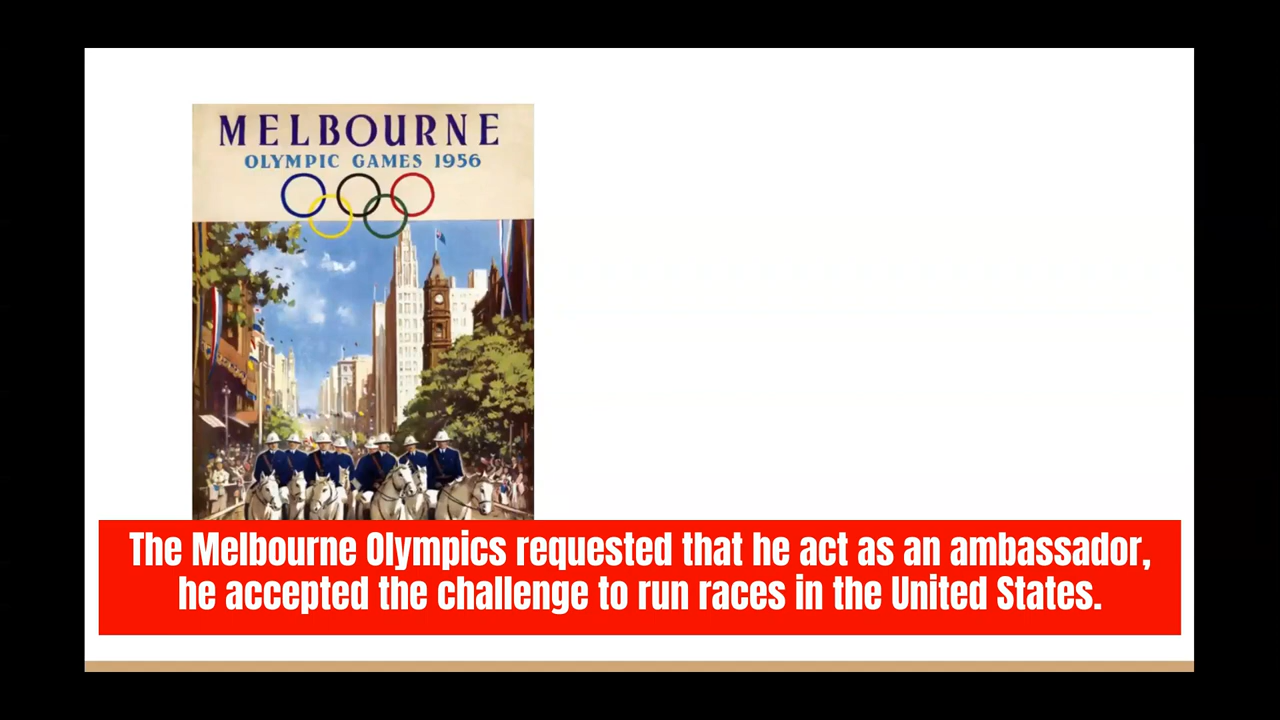 MELBOURNE
OLYMPIC GAMES 1956
The Melbourne Olympics requested that he act as an ambassador,
he accepted the challenge to run races in the United States.